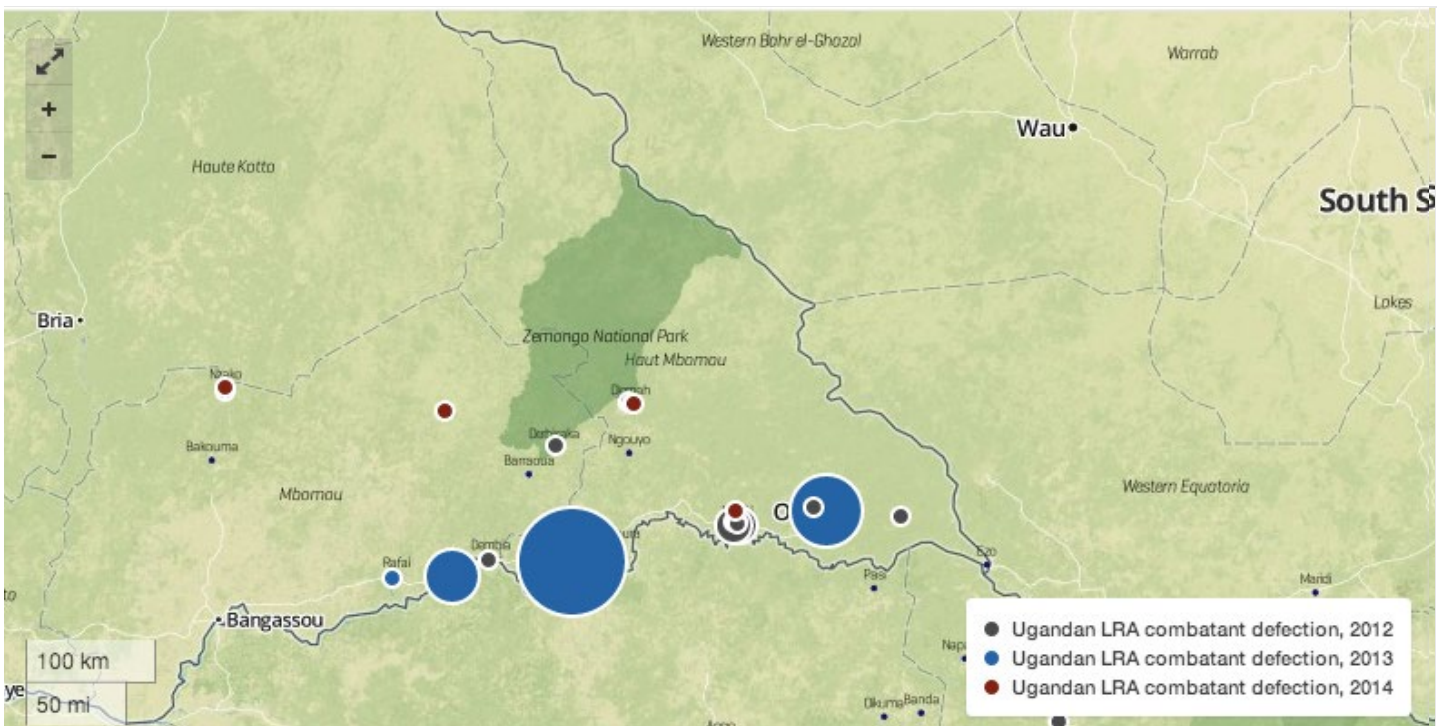 Western Bahr el-Ghazal
Warrab
+
−
Wau
Haute Kotto
South S
Lakes
Bria
Zemongo National Park
Haut Mbomou
Nzako
Bakouma
Ngouyo
Barraoua
Mbomou
Western Equatoria
O
Dembia
Rafai
Ezo
Pasi
Maridi
Bangassou
100 km
50 mi
Ugandan LRA combatant defection, 2012
Ugandan LRA combatant defection, 2013
Ugandan LRA combatant defection, 2014
Banda